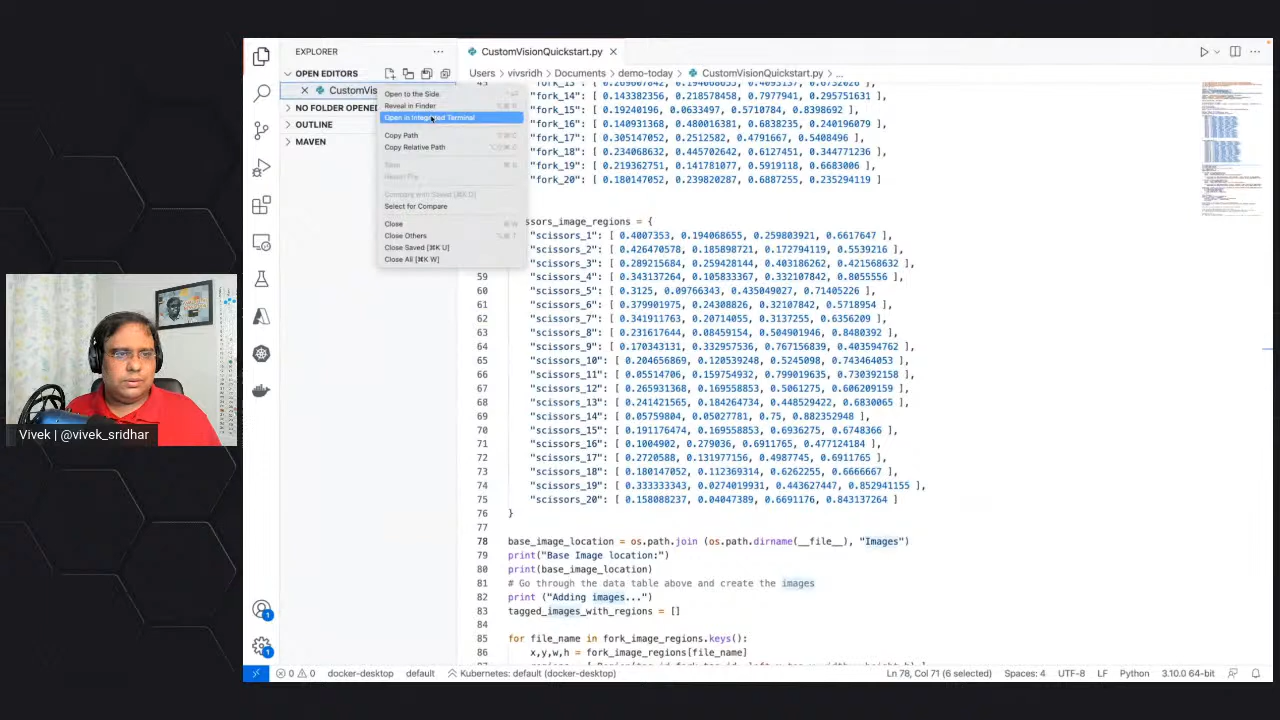 EXPLORER
CustomVisionQuickstart.py
OPEN EDITORS
Users > vivsridh > Documents > demo-today > CustomVisionQuickstart.py > ...
CustomVis
NO FOLDER OPENED
OUTLINE
MAVEN
Open to the Side
Reveal in Finder
Open in Integrated Terminal
Copy Path
Copy Relative Path
Save
Compare with Saved [⌘K D]
Select for Compare
Close
Close Others
Close Saved [⌘K U]
Close All [⌘K W]
"fork_14": [ 0.143382356, 0.218578458, 0.7977941, 0.295751631 ],
"fork_15": [ 0.19240196, 0.0633497, 0.5710784, 0.8398692 ],
"fork_16": [ 0.140931368, 0.480016381, 0.6838235, 0.240196079 ],
"fork_17": [ 0.305147052, 0.2512582, 0.4791667, 0.5408496 ],
"fork_18": [ 0.234068632, 0.445702642, 0.6127451, 0.344771236 ],
"fork_19": [ 0.219362751, 0.141781077, 0.5919118, 0.6683006 ],
"fork_20": [ 0.180147052, 0.239820287, 0.6887255, 0.235294119 ]
sors_image_regions = {
"scissors_1": [ 0.4007353, 0.194068655, 0.259803921, 0.6617647 ],
"scissors_2": [ 0.426470578, 0.185898721, 0.172794119, 0.5539216 ],
"scissors_3": [ 0.289215684, 0.259428144, 0.403186262, 0.421568632 ],
59 "scissors_4": [ 0.343137264, 0.105833367, 0.332107842, 0.8055556 ],
60 "scissors_5": [ 0.3125, 0.09766343, 0.435049027, 0.71405226 ],
61 "scissors_6": [ 0.379901975, 0.24308826, 0.32107842, 0.5718954 ],
62 "scissors_7": [ 0.341911763, 0.20714055, 0.3137255, 0.6356209 ],
63 "scissors_8": [ 0.231617644, 0.08459154, 0.504901946, 0.8480392 ],
64 "scissors_9": [ 0.170343131, 0.332957536, 0.767156839, 0.403594762 ],
65 "scissors_10": [ 0.204656869, 0.120539248, 0.5245098, 0.743464053 ],
66 "scissors_11": [ 0.05514706, 0.159754932, 0.799019635, 0.730392158 ],
67 "scissors_12": [ 0.265931368, 0.169558853, 0.5061275, 0.606209159 ],
68 "scissors_13": [ 0.241421565, 0.184264734, 0.448529422, 0.6830065 ],
69 "scissors_14": [ 0.05759804, 0.05027781, 0.75, 0.882352948 ],
70 "scissors_15": [ 0.191176474, 0.169558853, 0.6936275, 0.6748366 ],
71 "scissors_16": [ 0.1004902, 0.279036, 0.6911765, 0.477124184 ],
72 "scissors_17": [ 0.2720588, 0.131977156, 0.4987745, 0.6911765 ],
73 "scissors_18": [ 0.180147052, 0.112369314, 0.6262255, 0.6666667 ],
74 "scissors_19": [ 0.333333343, 0.0274019931, 0.443627447, 0.852941155 ],
75 "scissors_20": [ 0.158088237, 0.04047389, 0.6691176, 0.843137264 ]
76 }
77
78 base_image_location = os.path.join (os.path.dirname(__file__), "Images")
79 print("Base Image location:")
80 print(base_image_location)
81 # Go through the data table above and create the images
82 print ("Adding images...")
83 tagged_images_with_regions = []
84
85 for file_name in fork_image_regions.keys():
86 x,y,w,h = fork_image_regions[file_name]
0 0 docker-desktop default Kubernetes: default (docker-desktop) Ln 78, Col 71 (6 selected) Spaces: 4 UTF-8 LF Python 3.10.0 64-bit
Vivek | @vivek_sridhar
1
1